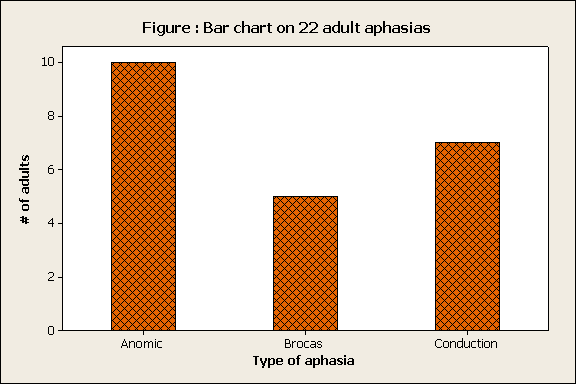 Figure : Bar chart on 22 adult aphasias
10
8
6
4
2
0
# of adults
Anomic Brocas Conduction
Type of aphasia